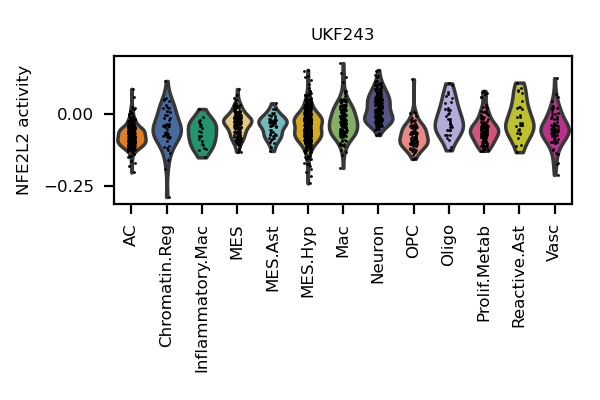 UKF243
NFE2L2 activity
0.00
−0.25
AC
Chromatin.Reg
Inflammatory.Mac
MES
MES.Ast
MES.Hyp
Mac
Neuron
OPC
Oligo
Prolif.Metab
Reactive.Ast
Vasc